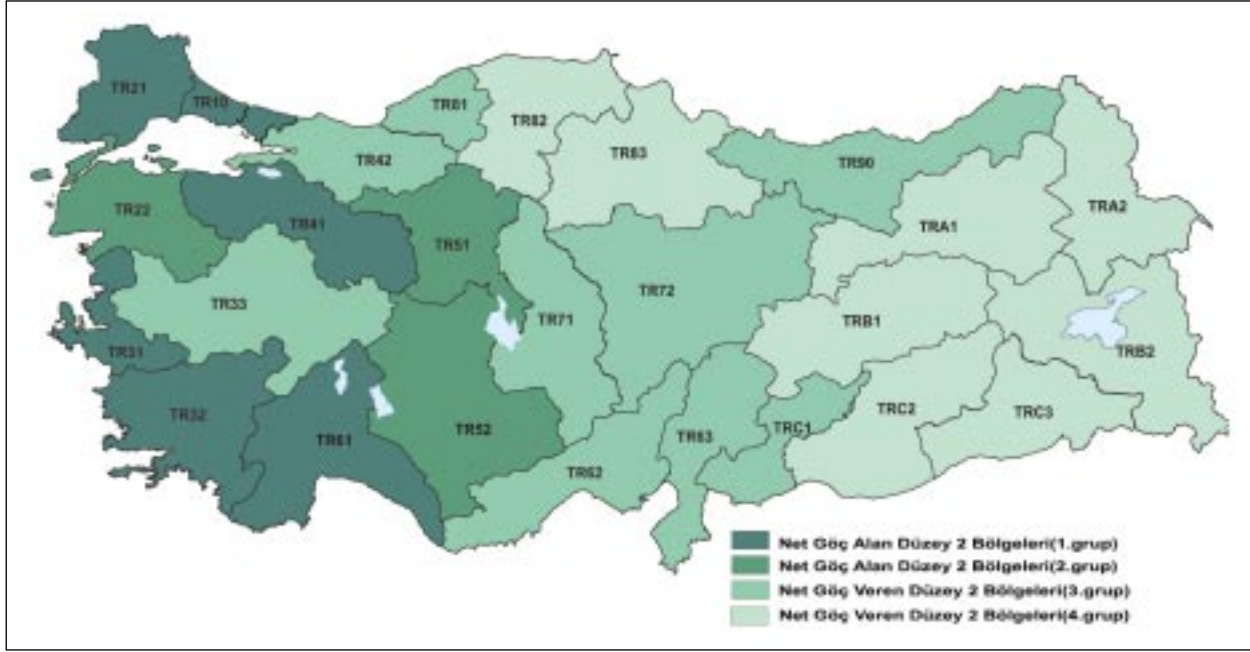 TR21
TR10
TR81
TR82
TR42
TR83
TR90
TRA2
TR22
TR41
TR51
TRA1
TR33
TR72
TR71
TRB1
TR31
TRB2
TR32
TR61
TR52
TR63
TRC1
TRC2
TRC3
TR62
Net Göç Alan Düzey 2 Bölgeleri(1.grup)
Net Göç Alan Düzey 2 Bölgeleri(2.grup)
Net Göç Veren Düzey 2 Bölgeleri(3.grup)
Net Göç Veren Düzey 2 Bölgeleri(4.grup)